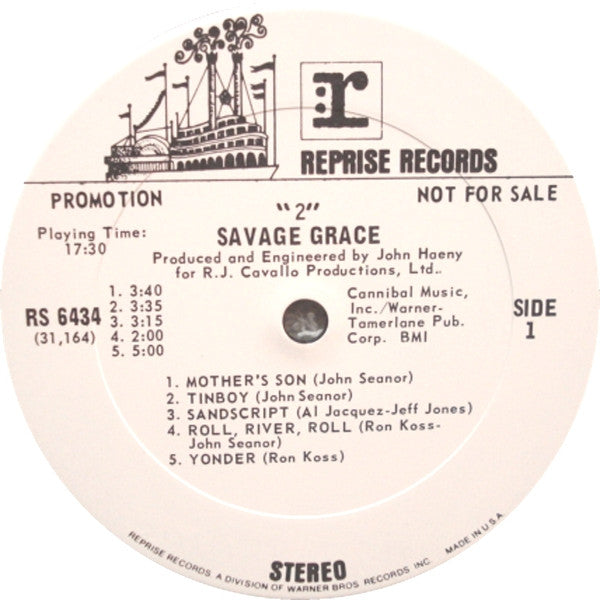 r
REPRISE RECORDS
PROMOTION
NOT FOR SALE
"2"
SAVAGE GRACE
Playing Time:
17:30
Produced and Engineered by John Haeny
for R.J. Cavallo Productions, Ltd..
1. 3:40
2. 3:35
3. 3:15
4. 2:00
5. 5:00
RS 6434
(31,164)
Cannibal Music,
Inc./Warner-
Tamerlane Pub.
Corp. BMI
SIDE
1
1. MOTHER'S SON (John Seanor)
2. TINBOY (John Seanor)
3. SANDSCRIPT (Al Jacquez-Jeff Jones)
4. ROLL, RIVER, ROLL (Ron Koss-
John Seanor)
5. YONDER (Ron Koss)
STEREO
REPRISE RECORDS, A DIVISION OF WARNER BROS. RECORDS INC.
MADE IN U.S.A.